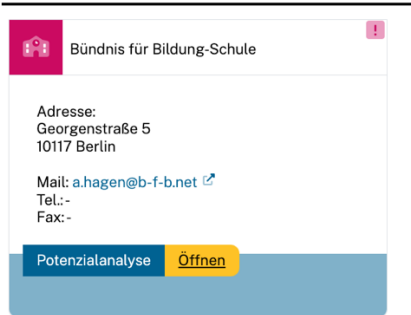 !
Bündnis für Bildung-Schule
Adresse:
Georgenstraße 5
10117 Berlin
Mail: a.hagen@b-f-b.net
Tel.:-
Fax:-
Potenzialanalyse Öffnen